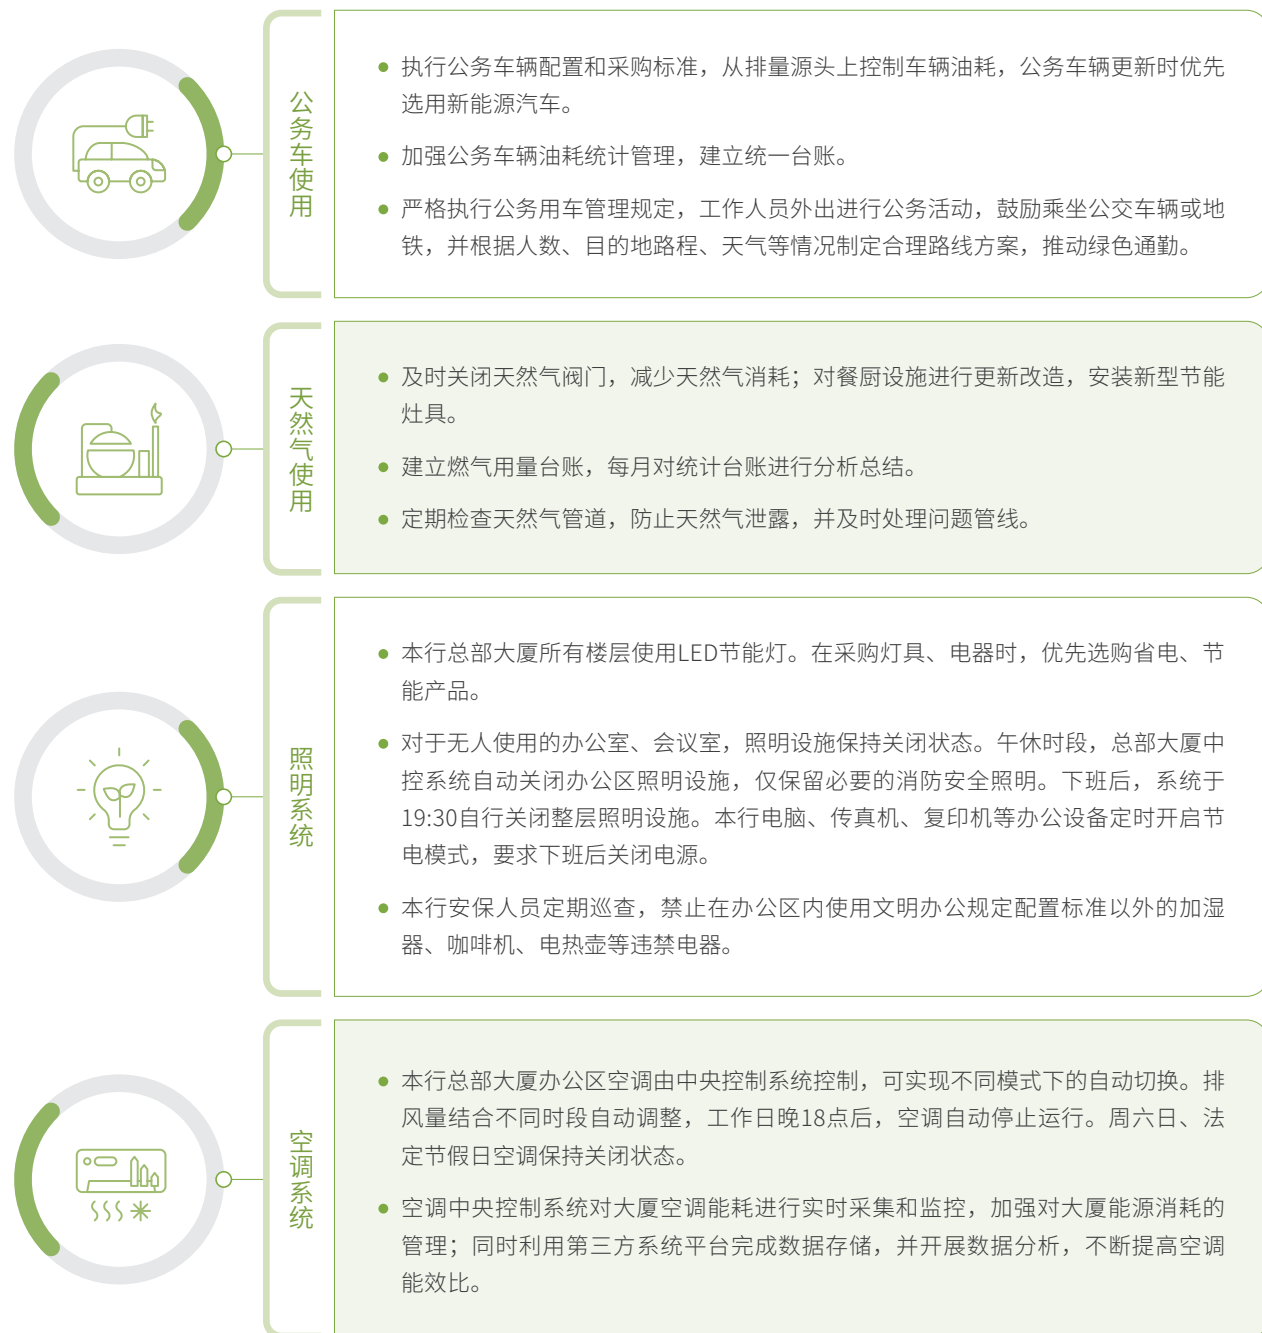 公务车使用
执行公务车辆配置和采购标准，从排量源头上控制车辆油耗，公务车辆更新时优先
选用新能源汽车。
加强公务车辆油耗统计管理，建立统一台账。
严格执行公务用车管理规定，工作人员外出进行公务活动，鼓励乘坐公交车辆或地
铁，并根据人数、目的地路程、天气等情况制定合理路线方案，推动绿色通勤。
天然气使用
及时关闭天然气阀门，减少天然气消耗；对餐厨设施进行更新改造，安装新型节能
灶具。
建立燃气用量台账，每月对统计台账进行分析总结。
定期检查天然气管道，防止天然气泄露，并及时处理问题管线。
照明系统
本行总部大厦所有楼层使用LED节能灯。在采购灯具、电器时，优先选购省电、节
能产品。
对于无人使用的办公室、会议室，照明设施保持关闭状态。午休时段，总部大厦中
控系统自动关闭办公区照明设施，仅保留必要的消防安全照明。下班后，系统于
19:30自行关闭整层照明设施。本行电脑、传真机、复印机等办公设备定时开启节
电模式，要求下班后关闭电源。
本行安保人员定期巡查，禁止在办公区内使用文明办公规定配置标准以外的加湿
器、咖啡机、电热壶等违禁电器。
空调系统
本行总部大厦办公区空调由中央控制系统控制，可实现不同模式下的自动切换。排
风量结合不同时段自动调整，工作日晚18点后，空调自动停止运行。周六日、法
定节假日空调保持关闭状态。
空调中央控制系统对大厦空调能耗进行实时采集和监控，加强对大厦能源消耗的
管理；同时利用第三方系统平台完成数据存储，并开展数据分析，不断提高空调
能效比。